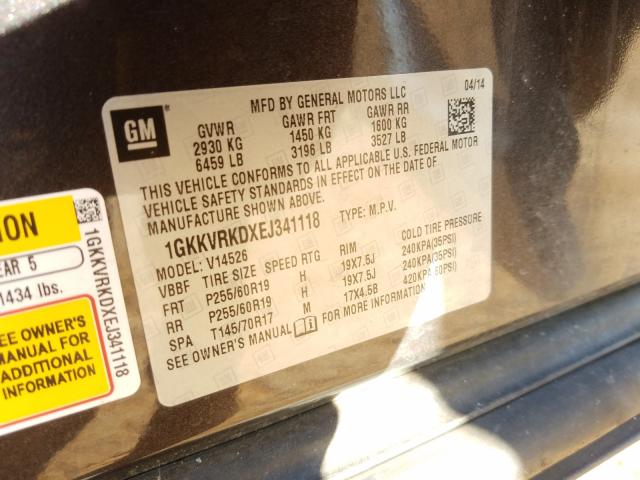 GM
MFD BY GENERAL MOTORS LLC 04/14
GVWR GAWR FRT GAWR RR
2930 KG 1450 KG 1600 KG
6459 LB 3196 LB 3527 LB
THIS VEHICLE CONFORMS TO ALL APPLICABLE U.S. FEDERAL MOTOR
VEHICLE SAFETY STANDARDS IN EFFECT ON THE DATE OF
MANUFACTURE SHOWN ABOVE.
1GKKVRKDXEJ341118 TYPE: M.P.V.
MODEL: V14526
VBBF TIRE SIZE SPEED RTG RIM COLD TIRE PRESSURE
FRT P255/60R19 H 19X7.5J 240KPA(35PSI)
RR P255/60R19 H 19X7.5J 240KPA(35PSI)
SPA T145/70R17 M 17X4.5B 420KPA(60PSI)
SEE OWNER'S MANUAL FOR MORE INFORMATION
ION
EAR 5
1434 lbs.
SEE OWNER'S
MANUAL FOR
ADDITIONAL
INFORMATION
1GKKVRKDXEJ341118